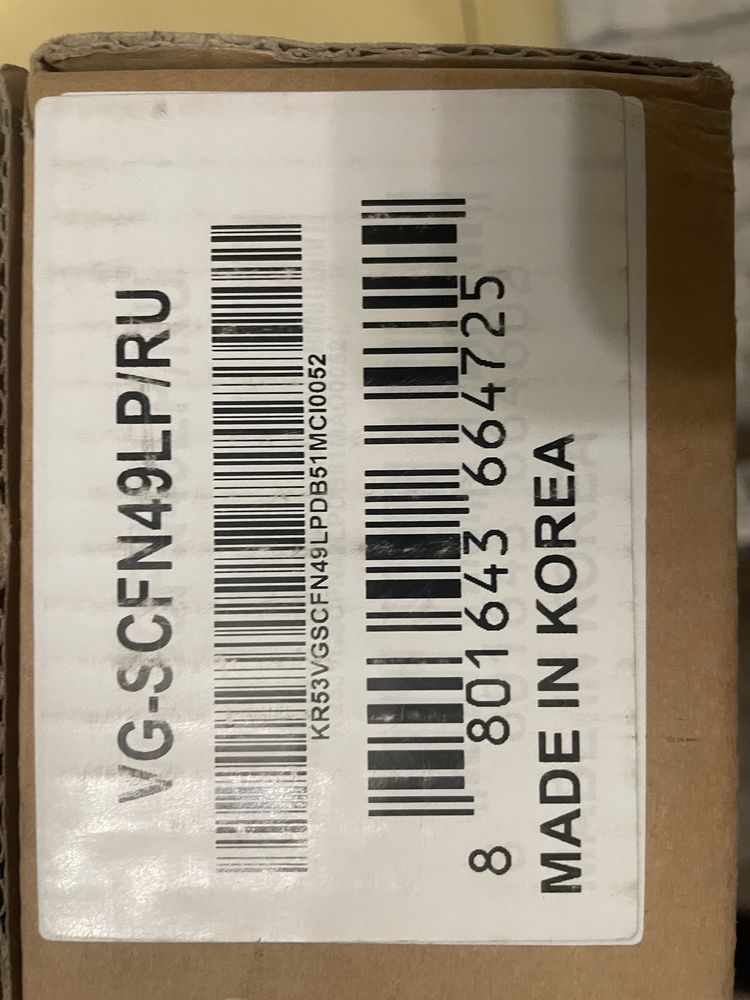 VG-SCFN49LP/RU
KR53VGSCFN49LPDB51MCI0052
8 801643 664725
MADE IN KOREA